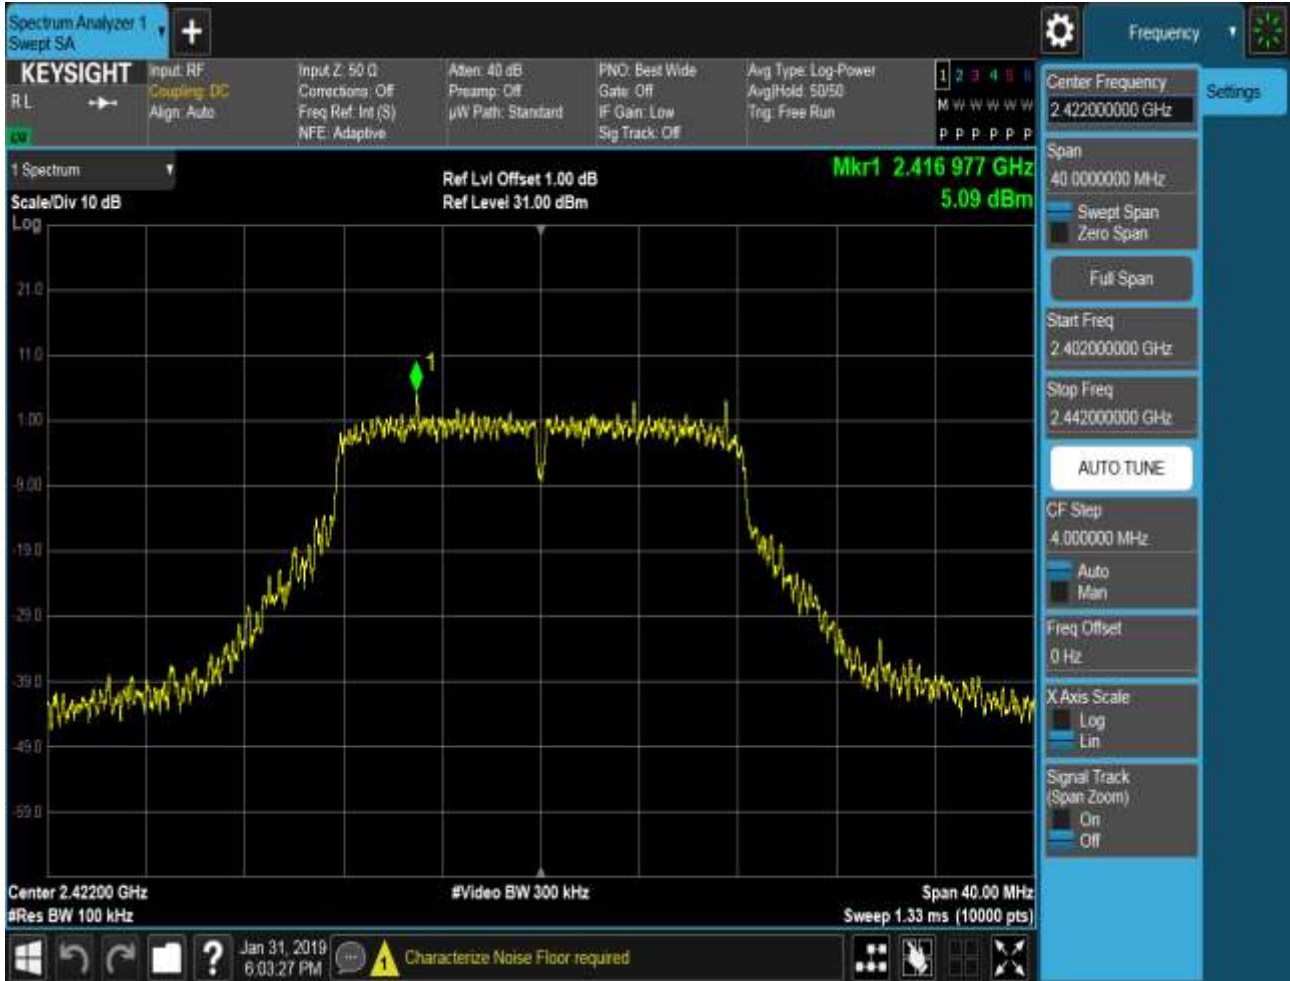 Spectrum Analyzer 1
Swept SA
Frequency
KEYSIGHT
R L
Input: RF
Coupling: DC
Align: Auto
Input Z: 50 Ω
Corrections: Off
Freq Ref: Int (S)
NFE: Adaptive
Atten: 40 dB
Preamp: Off
µW Path: Standard
PNO: Best Wide
Gate: Off
IF Gain: Low
Sig Track: Off
Avg Type: Log-Power
Avg|Hold: 50/50
Trig: Free Run
1 2 3 4 5 6
M W W W W W
P P P P P P
1 Spectrum
Scale/Div 10 dB
Log
Ref Lvl Offset 1.00 dB
Ref Level 31.00 dBm
Mkr1 2.416 977 GHz
5.09 dBm
21.0
11.0
1.00
-9.00
-19.0
-29.0
-39.0
-49.0
-59.0
1
Center 2.42200 GHz
#Res BW 100 kHz
#Video BW 300 kHz
Span 40.00 MHz
Sweep 1.33 ms (10000 pts)
Center Frequency
2.422000000 GHz
Settings
Span
40.0000000 MHz
Swept Span
Zero Span
Full Span
Start Freq
2.402000000 GHz
Stop Freq
2.442000000 GHz
AUTO TUNE
CF Step
4.000000 MHz
Auto
Man
Freq Offset
0 Hz
X Axis Scale
Log
Lin
Signal Track
(Span Zoom)
On
Off
?
Jan 31, 2019
6:03:27 PM
1
Characterize Noise Floor required